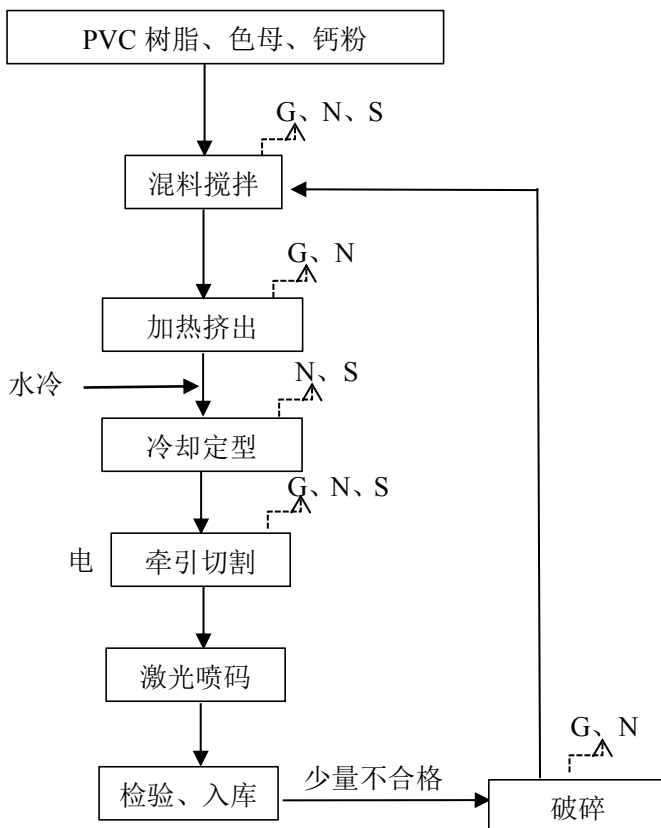 PVC 树脂、色母、钙粉
G、N、S
混料搅拌
G、N
加热挤出
水冷
N、S
冷却定型
G、N、S
电
牵引切割
激光喷码
G、N
检验、入库
少量不合格
破碎